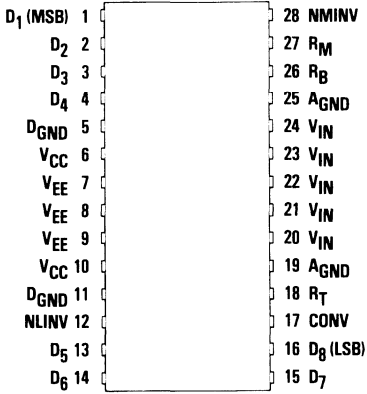 D1 (MSB) 1 28 NMINV
D2 2 27 RM
D3 3 26 RB
D4 4 25 AGND
DGND 5 24 VIN
VCC 6 23 VIN
VEE 7 22 VIN
VEE 8 21 VIN
VEE 9 20 VIN
VCC 10 19 AGND
DGND 11 18 RT
NLINV 12 17 CONV
D5 13 16 D8 (LSB)
D6 14 15 D7